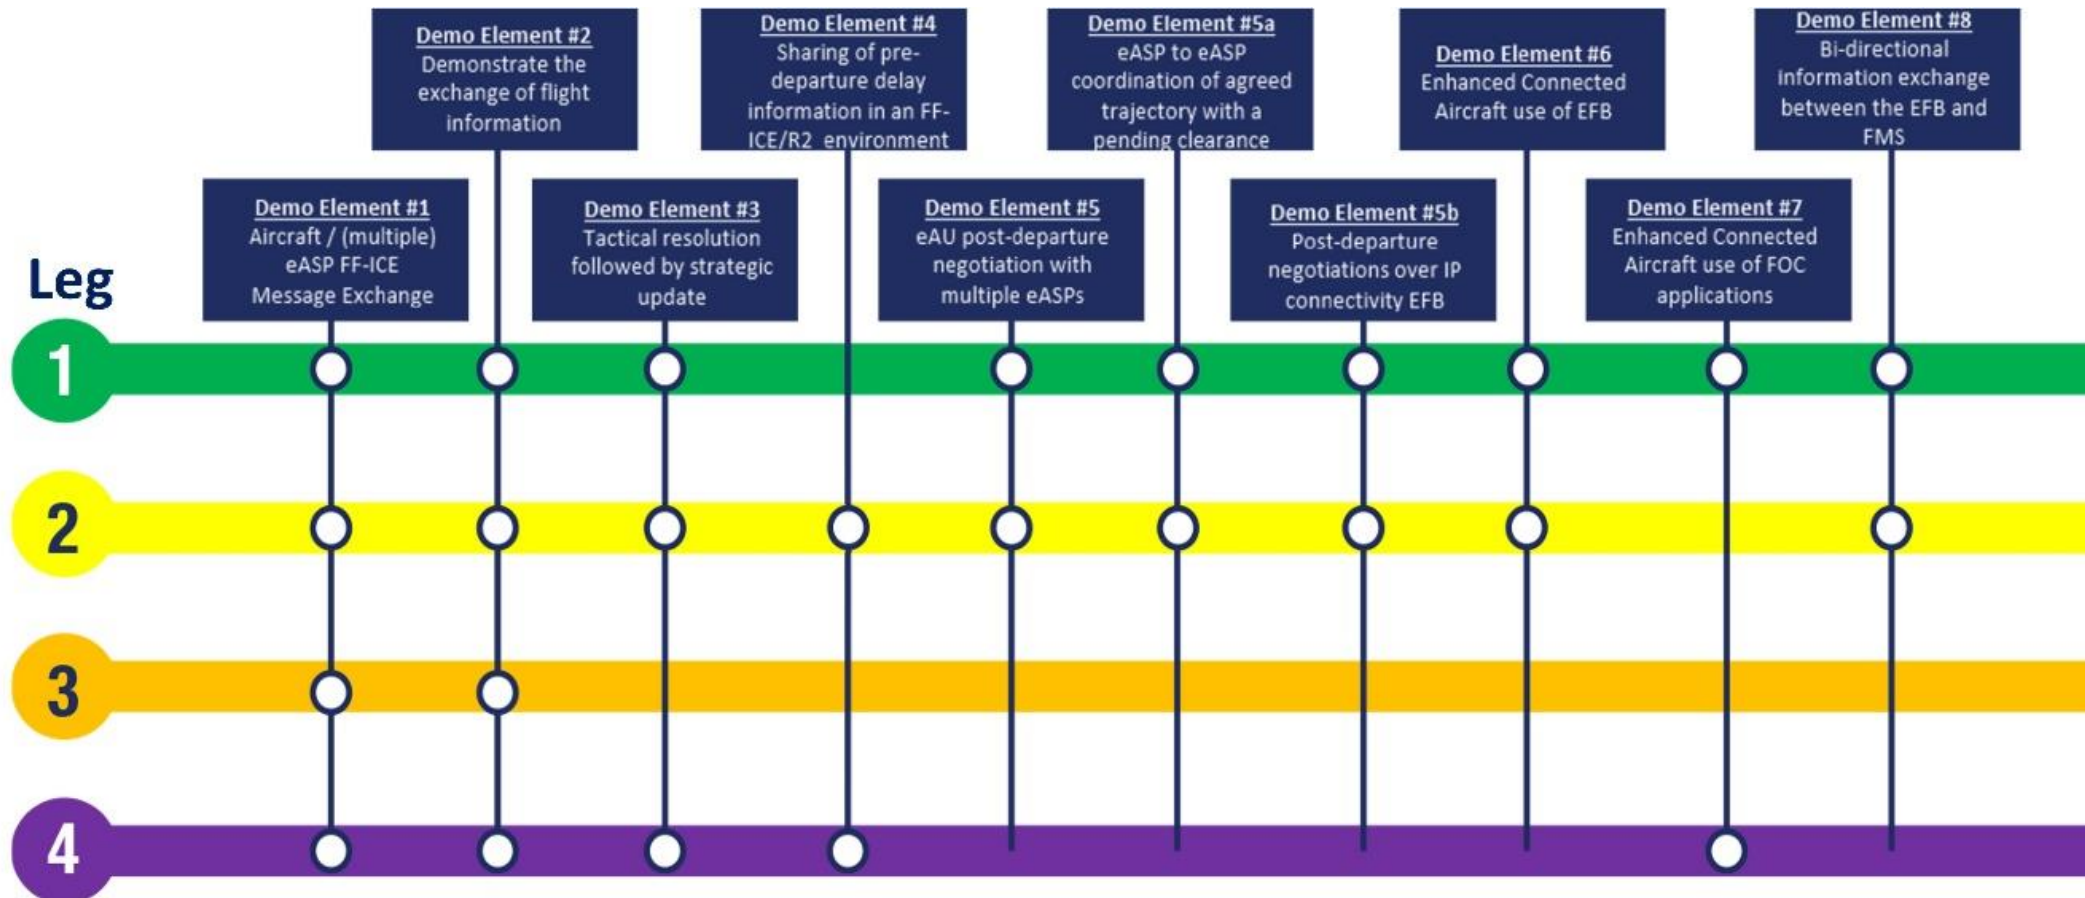 Demo Element #2
Demonstrate the
exchange of flight
information
Demo Element #4
Sharing of pre-
departure delay
information in an FF-
ICE/R2 environment
Demo Element #5a
eASP to eASP
coordination of agreed
trajectory with a
pending clearance
Demo Element #6
Enhanced Connected
Aircraft use of EFB
Demo Element #8
Bi-directional
information exchange
between the EFB and
FMS
Demo Element #1
Aircraft / (multiple)
eASP FF-ICE
Message Exchange
Demo Element #3
Tactical resolution
followed by strategic
update
Demo Element #5
eAU post-departure
negotiation with
multiple eASPs
Demo Element #5b
Post-departure
negotiations over IP
connectivity EFB
Demo Element #7
Enhanced Connected
Aircraft use of FOC
applications
Leg
1
2
3
4